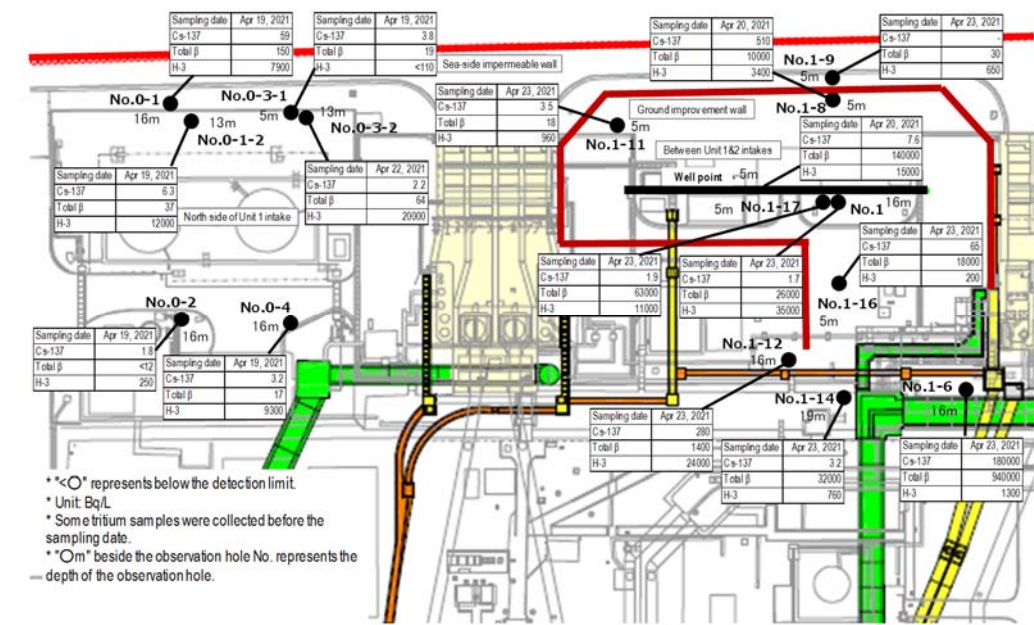 Sampling date Apr 19, 2021
Cs-137 59
Total β 150
H-3 7900
Sampling date Apr 19, 2021
Cs-137 3.8
Total β 19
H-3 <110
Sampling date Apr 20, 2021
Cs-137 510
Total β 10000
H-3 3400
Sampling date Apr 23, 2021
Cs-137 -
Total β 30
H-3 650
Sea-side impermeable wall
No.1-9
5m
No.0-1
16m
No.0-3-1
5m
13m
No.0-3-2
13m
No.0-1-2
Sampling date Apr 23, 2021
Cs-137 3.5
Total β 18
H-3 960
5m
No.1-11
Ground improvement wall
No.1-8
5m
Between Unit 1&2 intakes
Sampling date Apr 20, 2021
Cs-137 7.6
Total β 140000
H-3 15000
Sampling date Apr 19, 2021
Cs-137 6.3
Total β 37
H-3 12000
North side of Unit 1 intake
Sampling date Apr 22, 2021
Cs-137 2.2
Total β 64
H-3 20000
Well point
5m
5m
No.1-17
No.1
16m
Sampling date Apr 23, 2021
Cs-137 65
Total β 18000
H-3 200
Sampling date Apr 23, 2021
Cs-137 1.9
Total β 63000
H-3 11000
Sampling date Apr 23, 2021
Cs-137 1.7
Total β 26000
H-3 35000
No.1-16
5m
No.0-2
16m
No.0-4
16m
Sampling date Apr 19, 2021
Cs-137 1.8
Total β <12
H-3 250
Sampling date Apr 19, 2021
Cs-137 3.2
Total β 17
H-3 9300
No.1-12
16m
No.1-14
19m
No.1-6
16m
Sampling date Apr 23, 2021
Cs-137 280
Total β 1400
H-3 24000
Sampling date Apr 23, 2021
Cs-137 3.2
Total β 32000
H-3 760
Sampling date Apr 23, 2021
Cs-137 180000
Total β 940000
H-3 1300
* "<O" represents below the detection limit.
* Unit: Bq/L
* Some tritium samples were collected before the
sampling date.
* "Om" beside the observation hole No. represents the
depth of the observation hole.